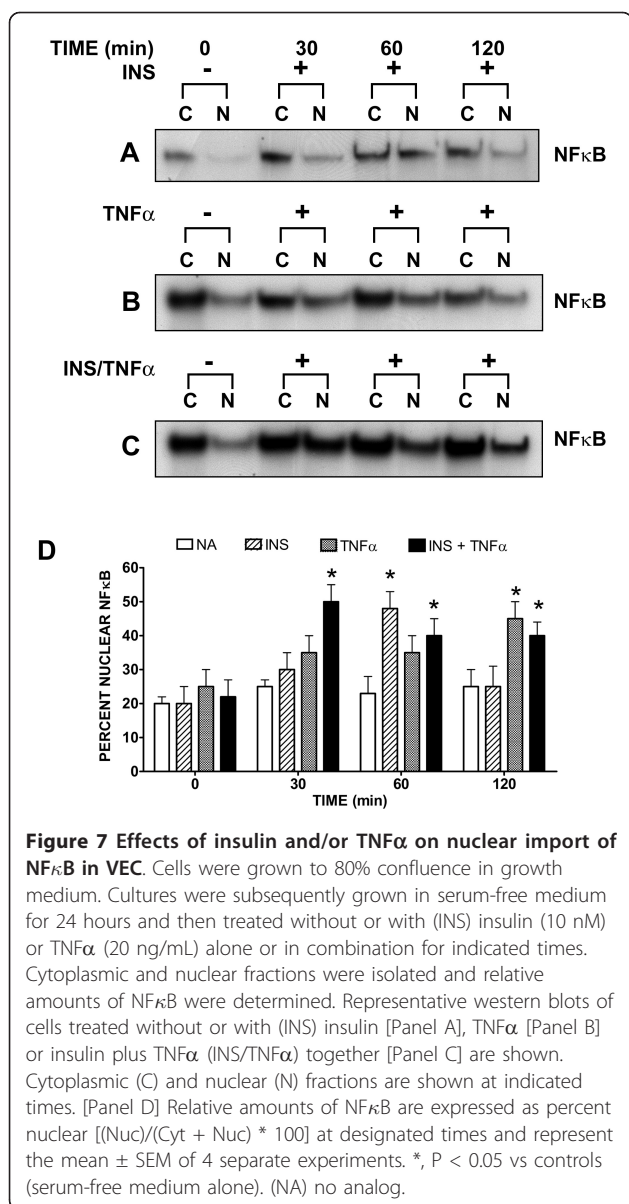 TIME (min) 0 30 60 120
INS - + + +
C N C N C N C N
A NFκB
TNFα - + + +
C N C N C N C N
B NFκB
INS/TNFα - + + +
C N C N C N C N
C NFκB
D NA INS TNFα INS + TNFα
60
50
40
30
20
10
0
PERCENT NUCLEAR NFκB
* * * * *
0 30 60 120
TIME (min)
Figure 7 Effects of insulin and/or TNFα on nuclear import of
NFκB in VEC. Cells were grown to 80% confluence in growth
medium. Cultures were subsequently grown in serum-free medium
for 24 hours and then treated without or with (INS) insulin (10 nM)
or TNFα (20 ng/mL) alone or in combination for indicated times.
Cytoplasmic and nuclear fractions were isolated and relative
amounts of NFκB were determined. Representative western blots of
cells treated without or with (INS) insulin [Panel A], TNFα [Panel B]
or insulin plus TNFα (INS/TNFα) together [Panel C] are shown.
Cytoplasmic (C) and nuclear (N) fractions are shown at indicated
times. [Panel D] Relative amounts of NFκB are expressed as percent
nuclear [(Nuc)/(Cyt + Nuc) * 100] at designated times and represent
the mean ± SEM of 4 separate experiments. *, P < 0.05 vs controls
(serum-free medium alone). (NA) no analog.